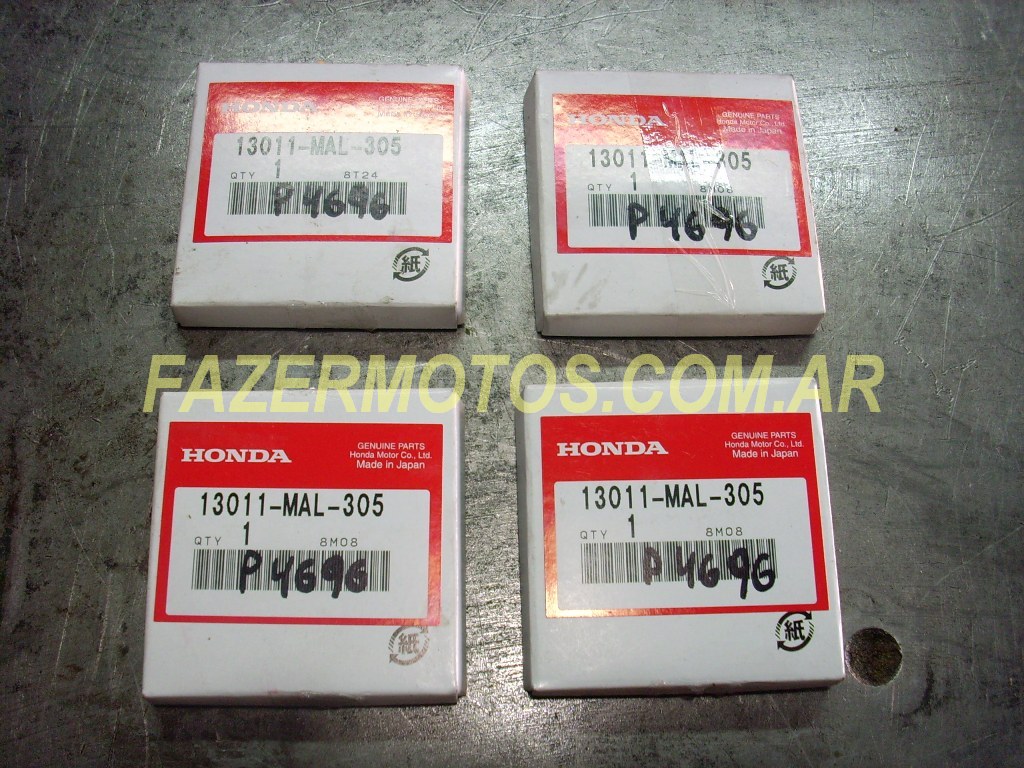 HONDA
GENUINE PARTS
Made in Japan
13011-MAL-305
QTY 1 8T24
P4696
紙
HONDA
GENUINE PARTS
Honda Motor Co., Ltd.
Made in Japan
13011-MAL-305
QTY 1 8M08
P4696
紙
FAZERMOTOS.COM.AR
HONDA
GENUINE PARTS
Honda Motor Co., Ltd.
Made in Japan
13011-MAL-305
QTY 1 8M08
P4696
紙
HONDA
GENUINE PARTS
Honda Motor Co., Ltd.
Made in Japan
13011-MAL-305
QTY 1 8M08
P4696
紙